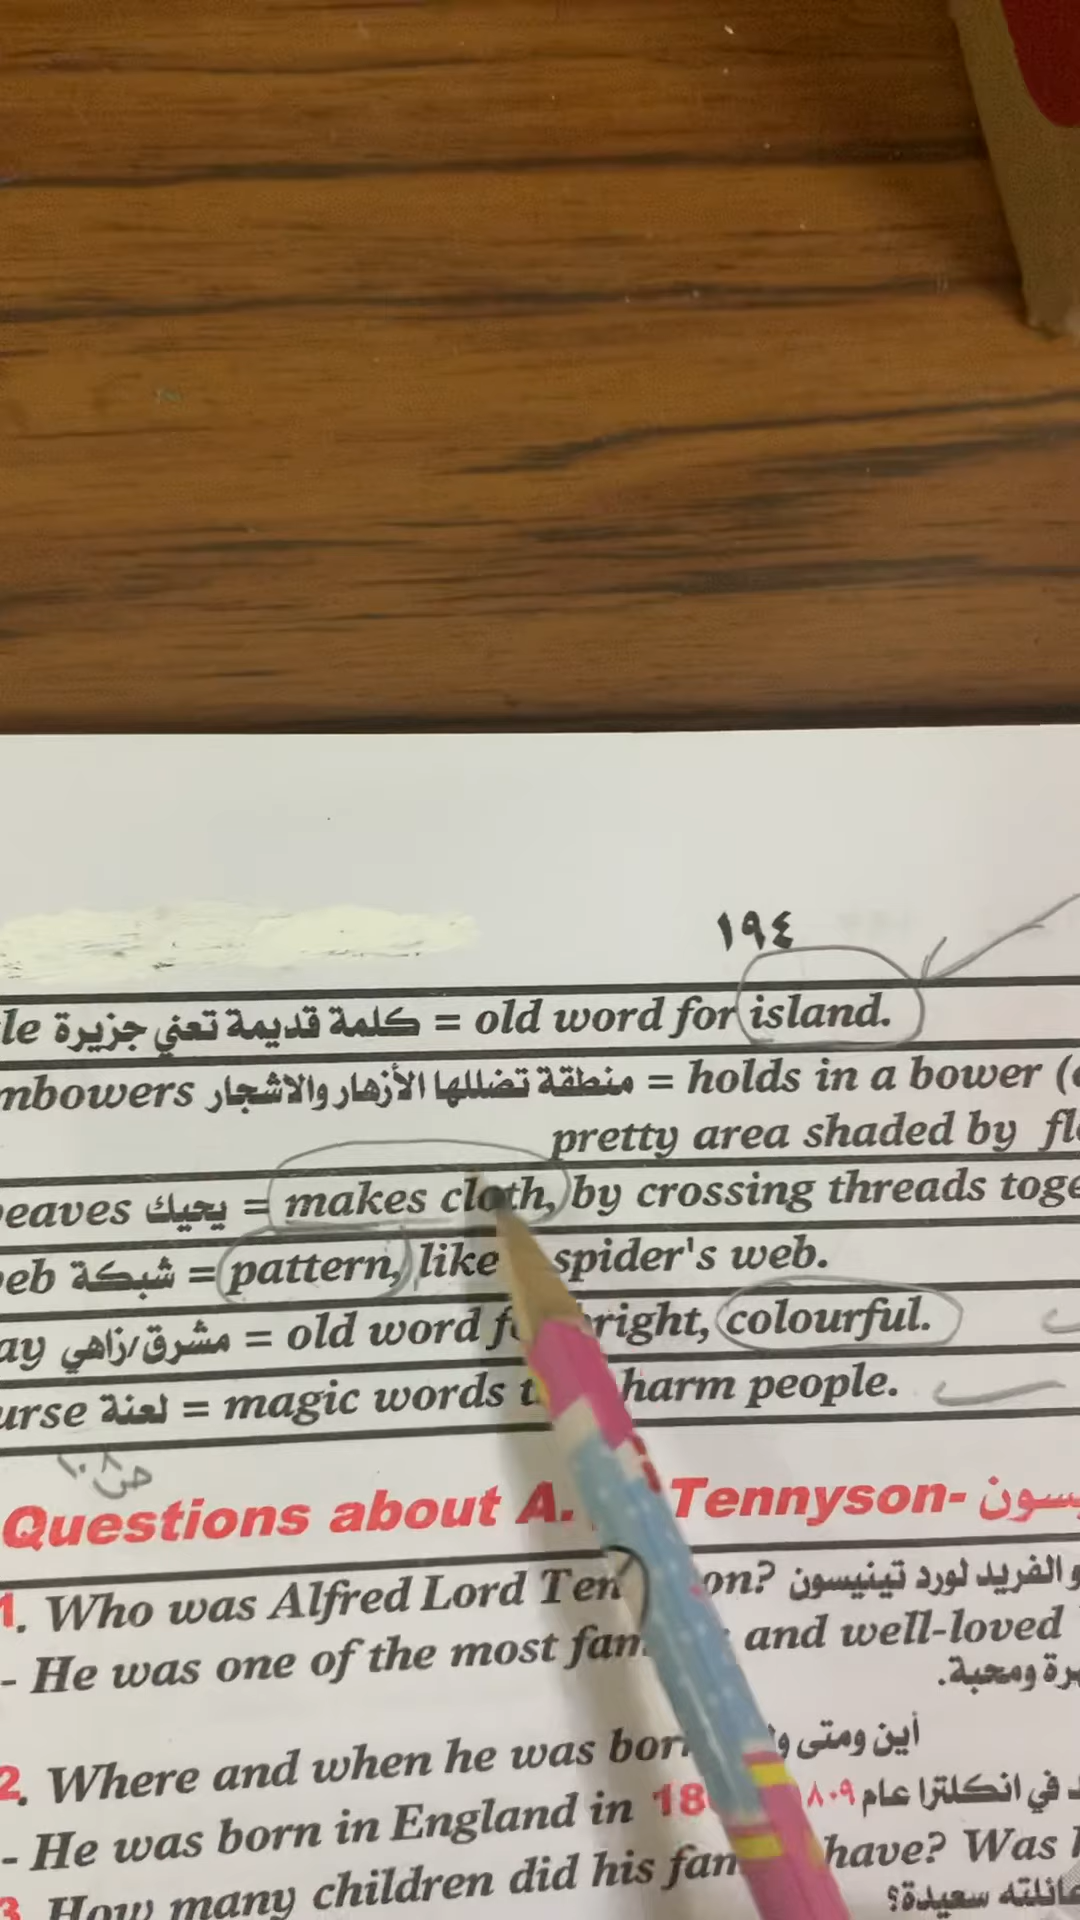 ١٩٤
le كلمة قديمة تعني جزيرة = old word for island.
mbowers منطقة تضللها الأزهار والاشجار = holds in a bower (
pretty area shaded by fl
eaves يحيك = makes cloth, by crossing threads toge
eb شبكة = pattern, like spider's web.
ay مشرق/زاهي = old word f right, colourful.
urse لعنة = magic words t harm people.
ص ١٠٨
Questions about A. Tennyson-
1. Who was Alfred Lord Ten on? و الفريد لورد تينيسون
- He was one of the most fam and well-loved
رة ومحبة.
2. Where and when he was bor أين ومتى و
- He was born in England in 18 ٨٠٩ د في انكلترا عام
3. How many children did his fam have? Was h
عائلته سعيدة؟